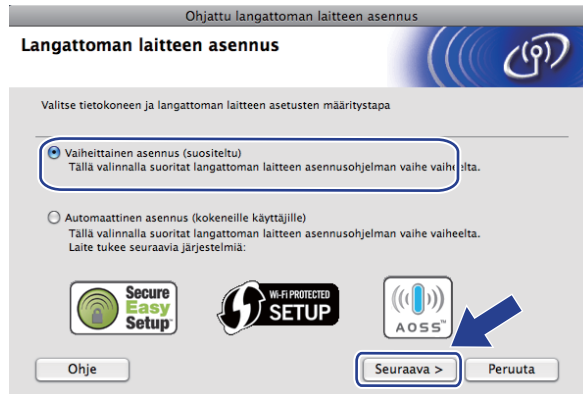 Ohjattu langattoman laitteen asennus
Langattoman laitteen asennus
Valitse tietokoneen ja langattoman laitteen asetusten määritystapa
Vaiheittainen asennus (suositeltu)
Tällä valinnalla suoritat langattoman laitteen asennusohjelman vaihe vaiheelta.
Automaattinen asennus (kokeneille käyttäjille)
Tällä valinnalla suoritat langattoman laitteen asennusohjelman vaihe vaiheelta.
Laite tukee seuraavia järjestelmiä:
Secure
Easy
Setup
WI-FI PROTECTED
SETUP
AOSS™
Ohje
Seuraava >
Peruuta